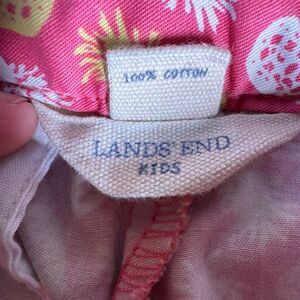 100% COTTON
LANDS' END
KIDS